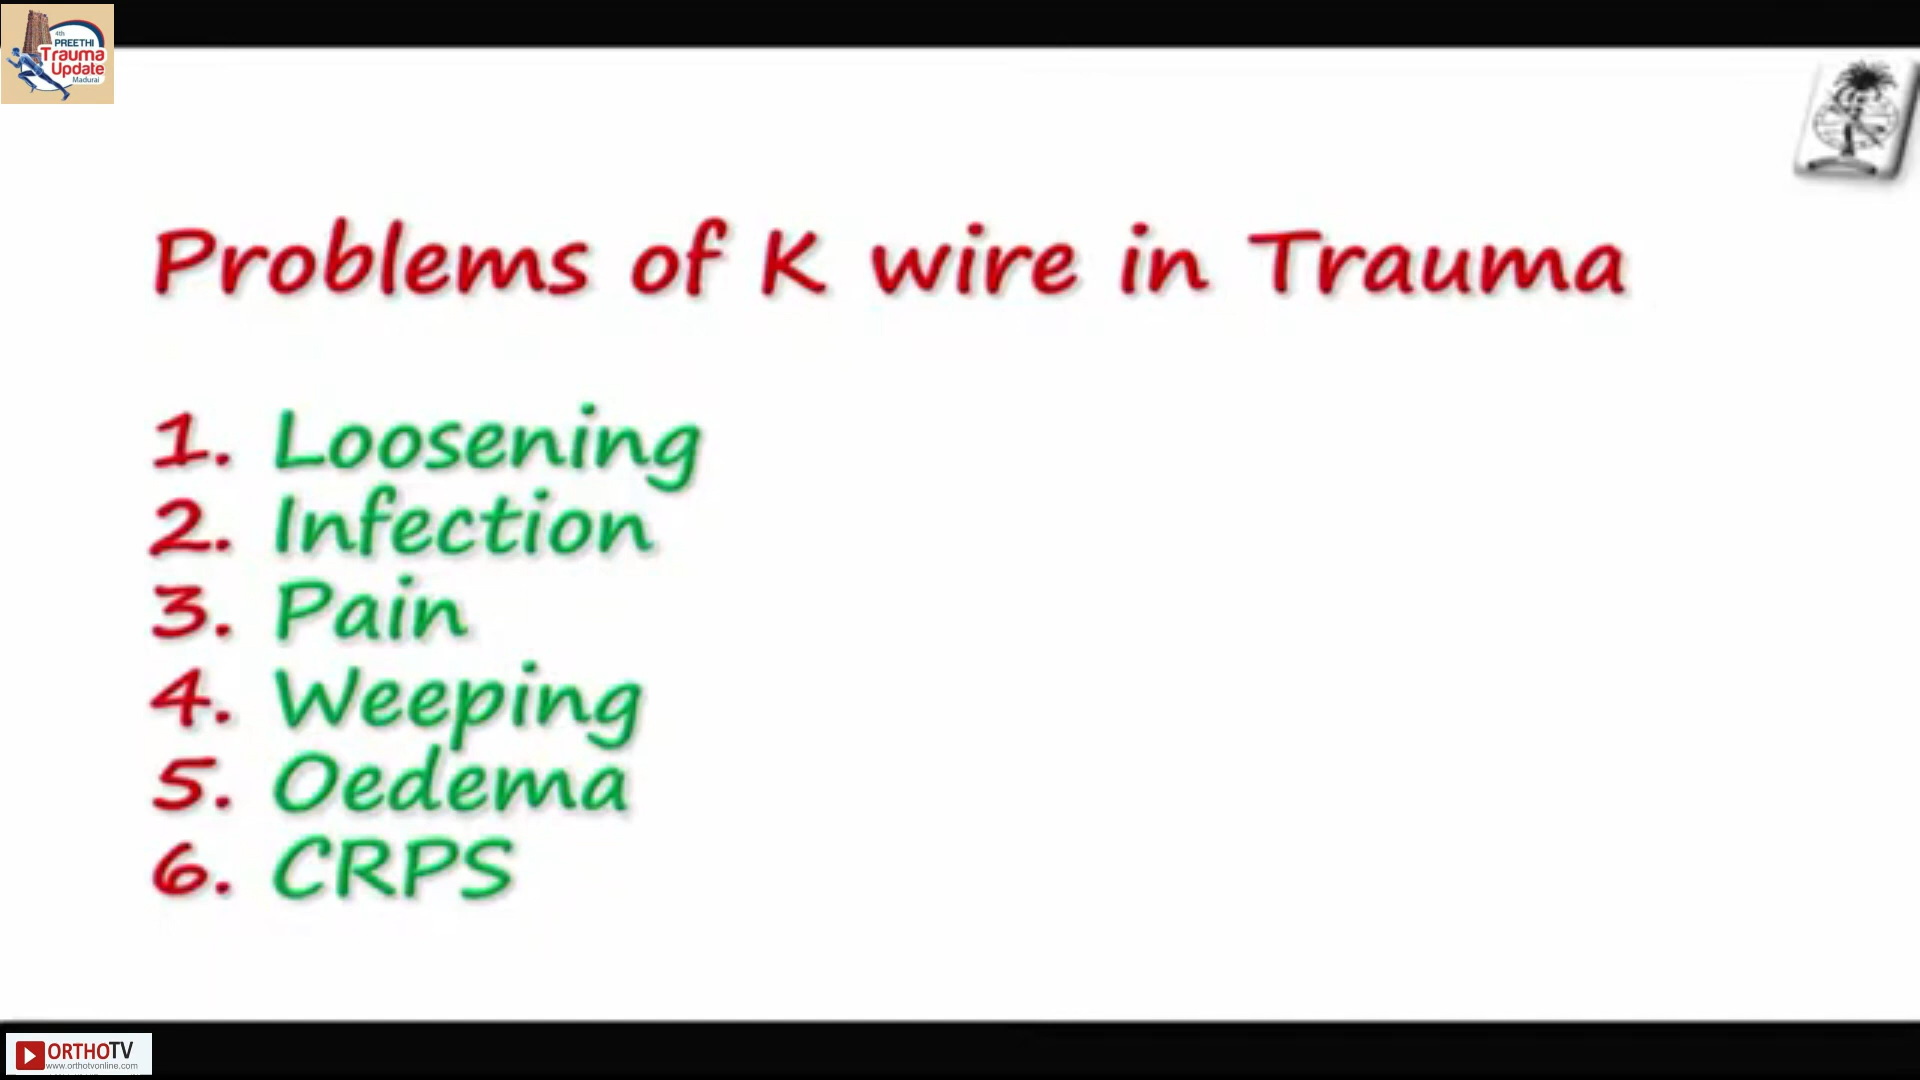 4th
PREETHI
Trauma
Update
Madurai
Problems of K wire in Trauma
1. Loosening
2. Infection
3. Pain
4. Weeping
5. Oedema
6. CRPS
ORTHOTV
www.orthotvonline.com